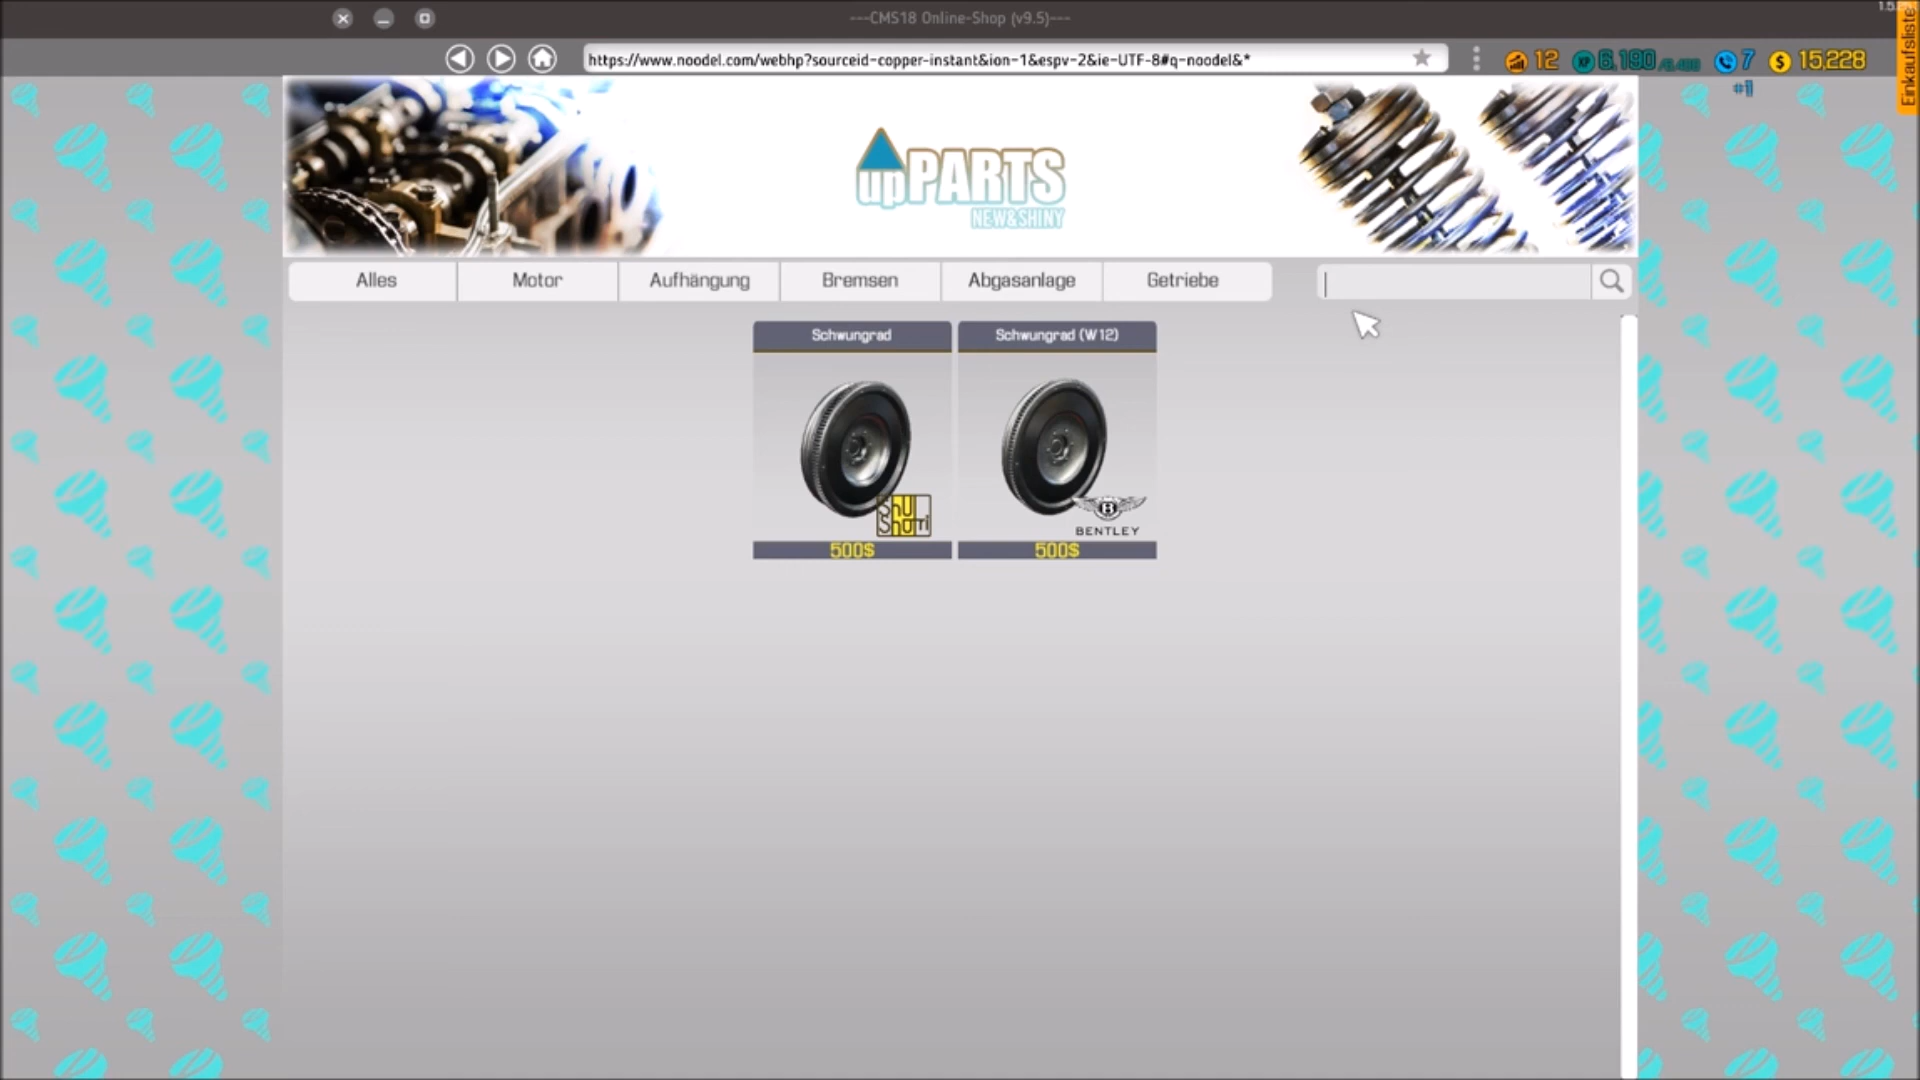 ---CMS18 Online-Shop (v9.5)---
https://www.noodel.com/webhp?sourceid-copper-instant&ion-1&espv-2&ie-UTF-8#q-noodel&*
12
XP 6,190
7
$ 15,228
+1
Einkaufsliste
upPARTS
NEW&SHINY
Alles
Motor
Aufhängung
Bremsen
Abgasanlage
Getriebe
Schwungrad
Schwungrad (W12)
B
BENTLEY
500$
500$